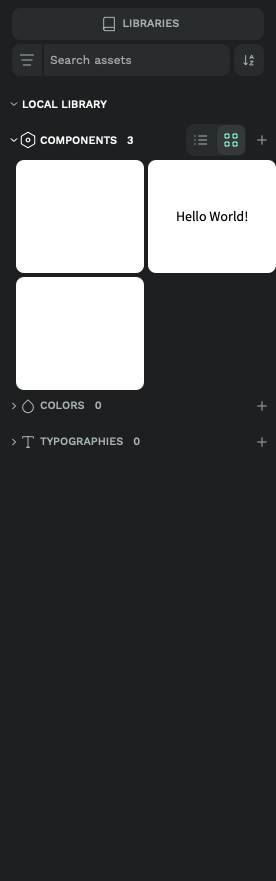 LIBRARIES
Search assets
LOCAL LIBRARY
COMPONENTS 3
Hello World!
COLORS 0
TYPOGRAPHIES 0